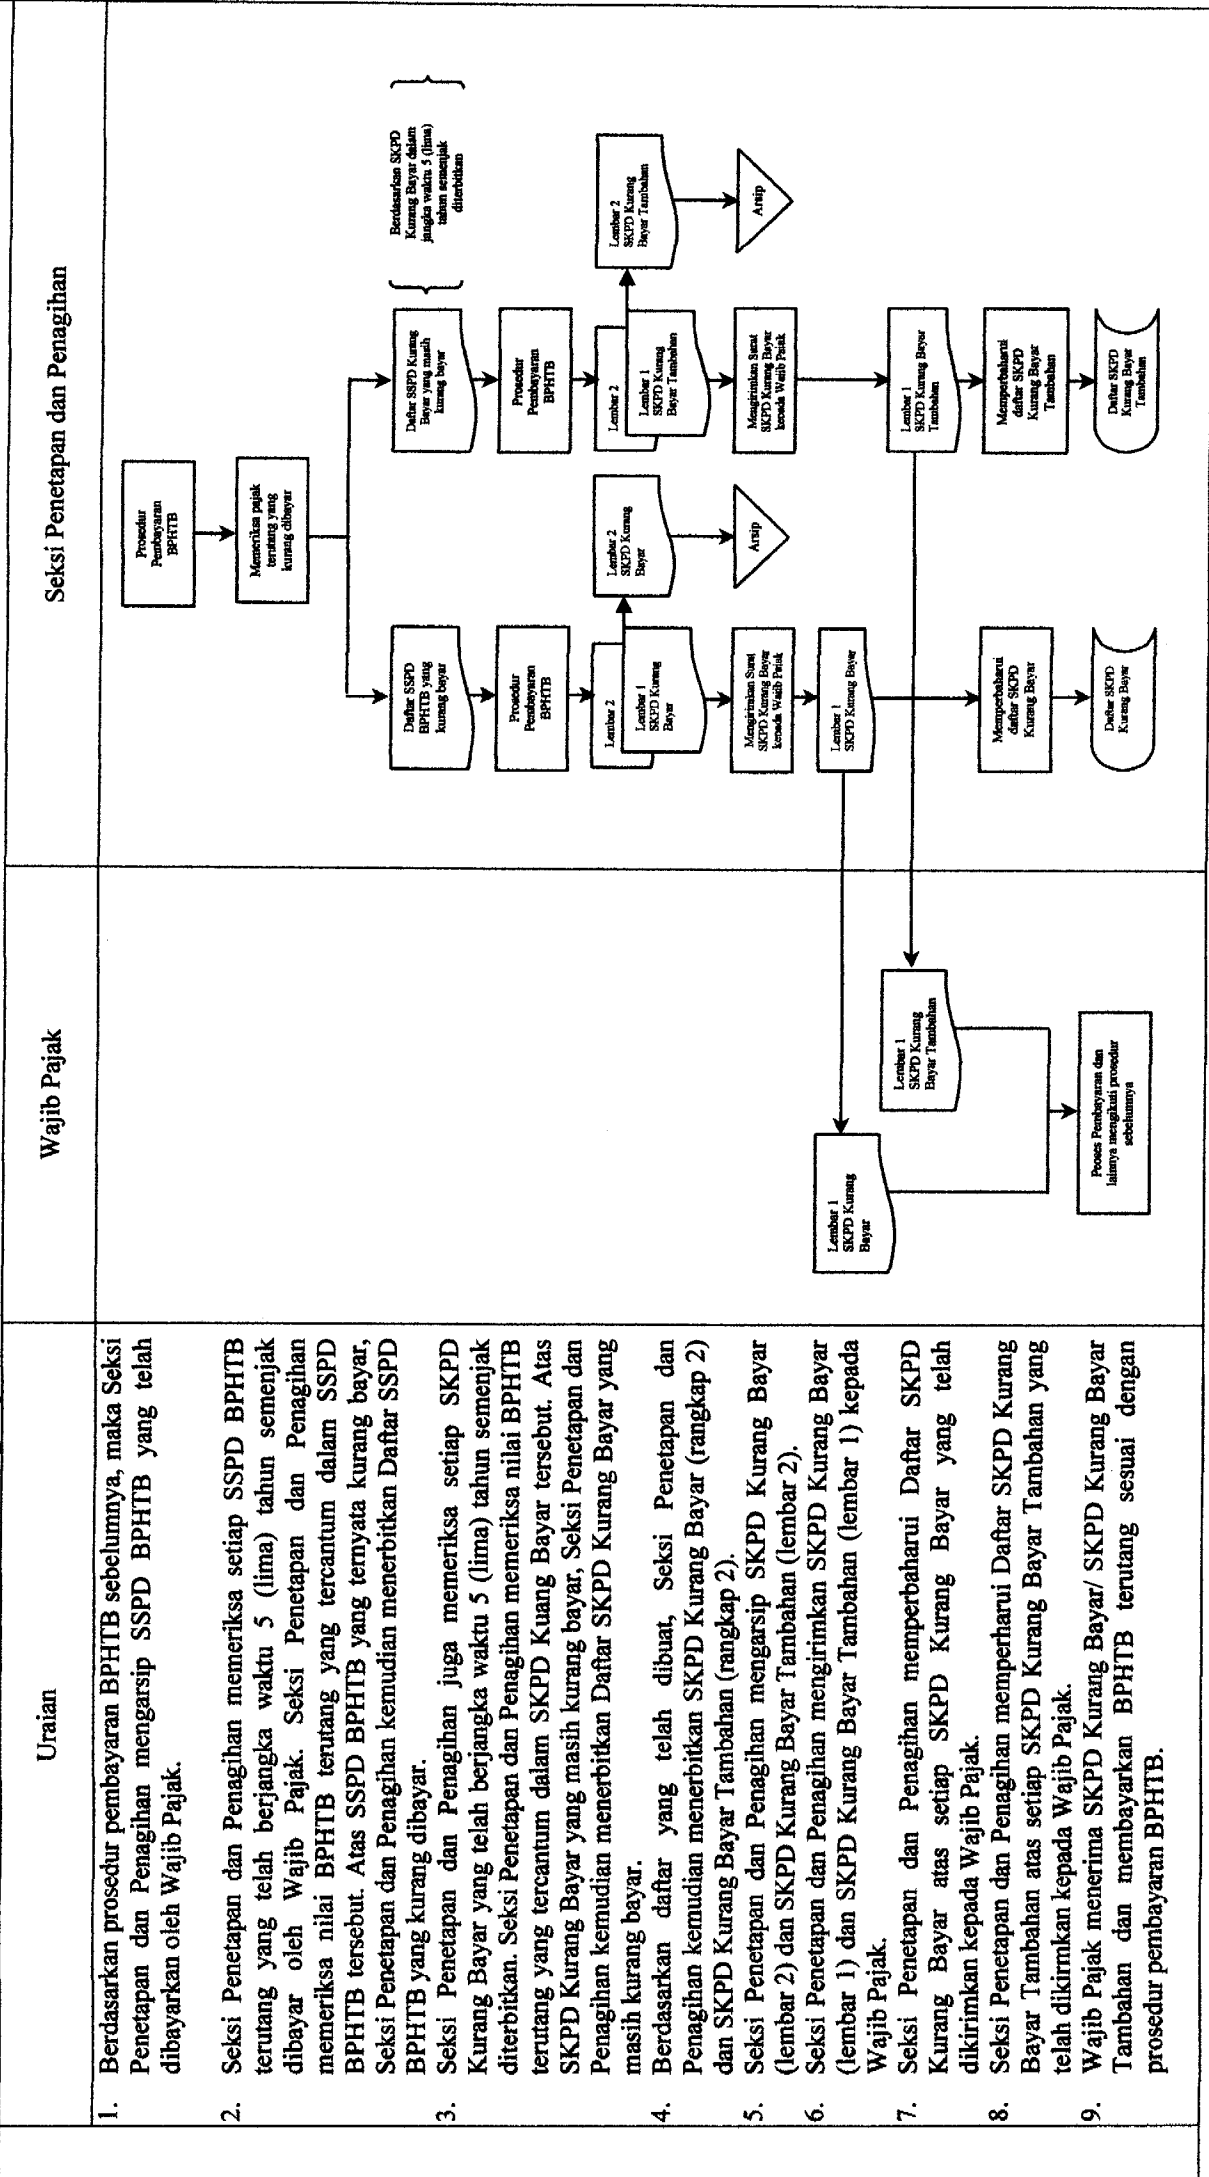 Uraian
Wajib Pajak
Seksi Penetapan dan Penagihan
1. Berdasarkan prosedur pembayaran BPHTB sebelumnya, maka Seksi
Penetapan dan Penagihan mengarsip SSPD BPHTB yang telah
dibayarkan oleh Wajib Pajak.
2. Seksi Penetapan dan Penagihan memeriksa setiap SSPD BPHTB
terutang yang telah berjangka waktu 5 (lima) tahun semenjak
dibayar oleh Wajib Pajak. Seksi Penetapan dan Penagihan
memeriksa nilai BPHTB terutang yang tercantum dalam SSPD
BPHTB tersebut. Atas SSPD BPHTB yang ternyata kurang bayar,
Seksi Penetapan dan Penagihan kemudian menerbitkan Daftar SSPD
BPHTB yang kurang dibayar.
3. Seksi Penetapan dan Penagihan juga memeriksa setiap SKPD
Kurang Bayar yang telah berjangka waktu 5 (lima) tahun semenjak
diterbitkan. Seksi Penetapan dan Penagihan memeriksa nilai BPHTB
terutang yang tercantum dalam SKPD Kuang Bayar tersebut. Atas
SKPD Kurang Bayar yang masih kurang bayar, Seksi Penetapan dan
Penagihan kemudian menerbitkan Daftar SKPD Kurang Bayar yang
masih kurang bayar.
4. Berdasarkan daftar yang telah dibuat, Seksi Penetapan dan
Penagihan kemudian menerbitkan SKPD Kurang Bayar (rangkap 2)
dan SKPD Kurang Bayar Tambahan (rangkap 2).
5. Seksi Penetapan dan Penagihan mengarsip SKPD Kurang Bayar
(lembar 2) dan SKPD Kurang Bayar Tambahan (lembar 2).
6. Seksi Penetapan dan Penagihan mengirimkan SKPD Kurang Bayar
(lembar 1) dan SKPD Kurang Bayar Tambahan (lembar 1) kepada
Wajib Pajak.
7. Seksi Penetapan dan Penagihan memperbaharui Daftar SKPD
Kurang Bayar atas setiap SKPD Kurang Bayar yang telah
dikirimkan kepada Wajib Pajak.
8. Seksi Penetapan dan Penagihan memperharui Daftar SKPD Kurang
Bayar Tambahan atas setiap SKPD Kurang Bayar Tambahan yang
telah dikirmkan kepada Wajib Pajak.
9. Wajib Pajak menerima SKPD Kurang Bayar/ SKPD Kurang Bayar
Tambahan dan membayarkan BPHTB terutang sesuai dengan
prosedur pembayaran BPHTB.
Lembar 1
SKPD Kurang
Bayar
Lembar 1
SKPD Kurang
Bayar Tambahan
Proses Pembayaran dan
lainnya mengikuti prosedur
sebelumnya
Prosedur
Pembayaran
BPHTB
Memeriksa pajak
terutang yang
kurang dibayar
Daftar SSPD
BPHTB yang
kurang bayar
Prosedur
Pembayaran
BPHTB
Lembar 2
Lembar 1
SKPD Kurang
Bayar
Lembar 2
SKPD Kurang
Bayar
Arsip
Mengirimkan Surat
SKPD Kurang Bayar
kepada Wajib Pajak
Lembar 1
SKPD Kurang Bayar
Memperbaharui
daftar SKPD
Kurang Bayar
Daftar SKPD
Kurang Bayar
Daftar SSPD Kurang
Bayar yang masih
kurang bayar
Berdasarkan SKPD
Kurang Bayar dalam
jangka waktu 5 (lima)
tahun semenjak
diterbitkan
Prosedur
Pembayaran
BPHTB
Lembar 2
Lembar 1
SKPD Kurang
Bayar Tambahan
Lembar 2
SKPD Kurang
Bayar Tambahan
Arsip
Mengirimkan Surat
SKPD Kurang Bayar
kepada Wajib Pajak
Lembar 1
SKPD Kurang Bayar
Tambahan
Memperbaharui
daftar SKPD
Kurang Bayar
Tambahan
Daftar SKPD
Kurang Bayar
Tambahan